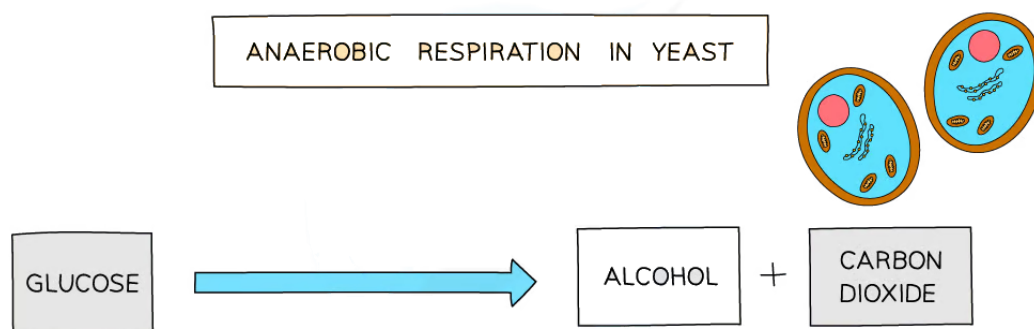 ANAEROBIC RESPIRATION IN YEAST
GLUCOSE
ALCOHOL
+
CARBON
DIOXIDE